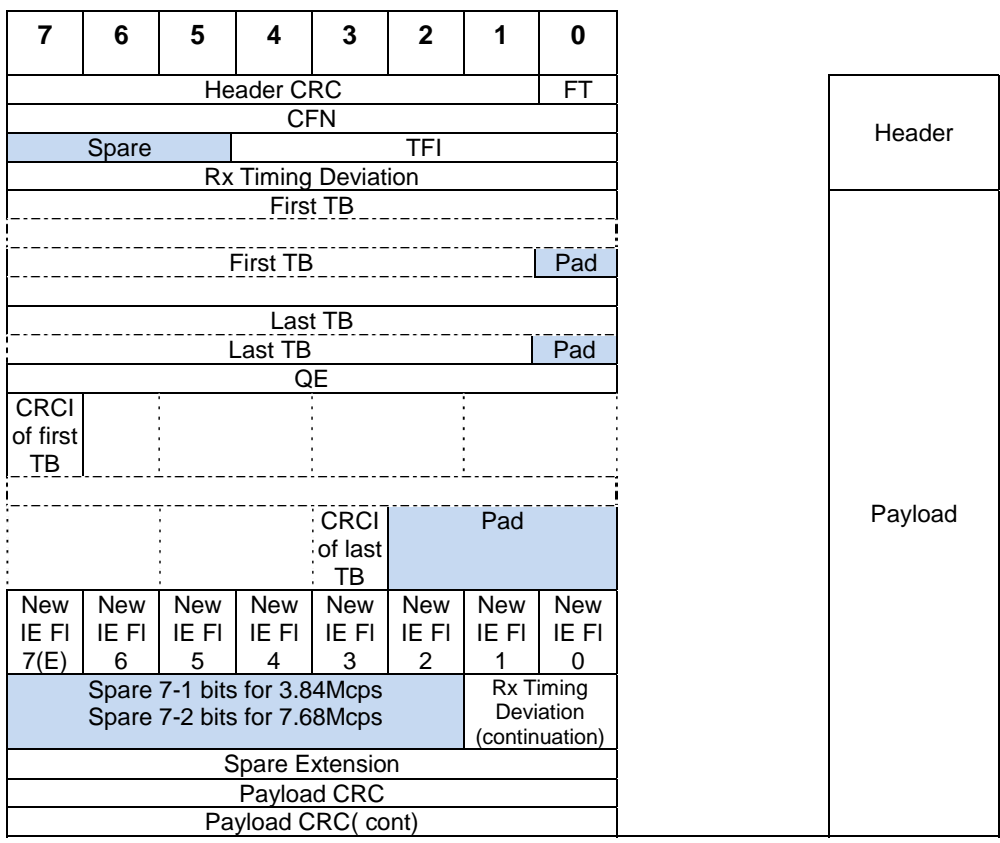 7 6 5 4 3 2 1 0
Header CRC FT
CFN
Spare TFI
Rx Timing Deviation
Header
First TB
First TB Pad
Last TB
Last TB Pad
QE
CRCI
of first
TB
CRCI Pad
of last
TB
Payload
New New New New New New New New
IE FI IE FI IE FI IE FI IE FI IE FI IE FI IE FI
7(E) 6 5 4 3 2 1 0
Spare 7-1 bits for 3.84Mcps
Spare 7-2 bits for 7.68Mcps
Rx Timing
Deviation
(continuation)
Spare Extension
Payload CRC
Payload CRC( cont)